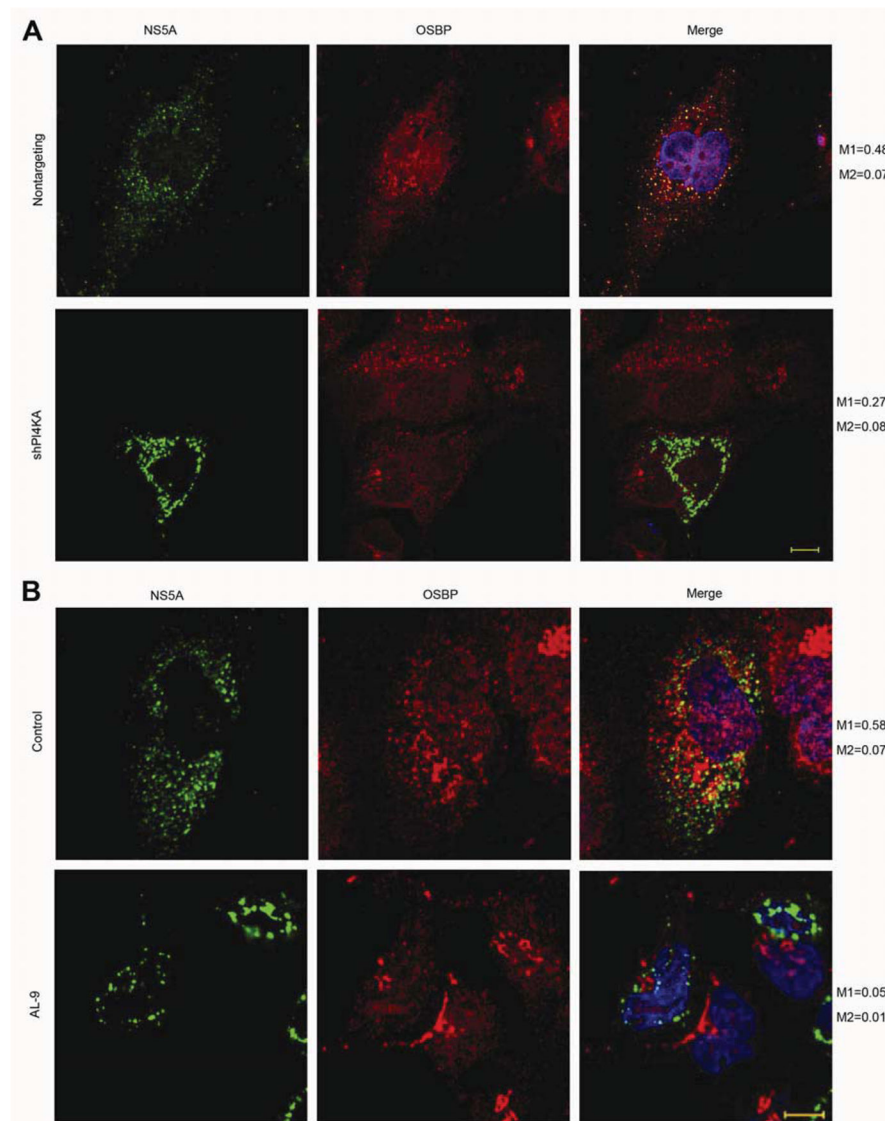 A
NS5A OSBP Merge
Nontargeting
M1=0.48
M2=0.07
shPI4KA
M1=0.27
M2=0.08
B
NS5A OSBP Merge
Control
M1=0.58
M2=0.07
AL-9
M1=0.05
M2=0.01